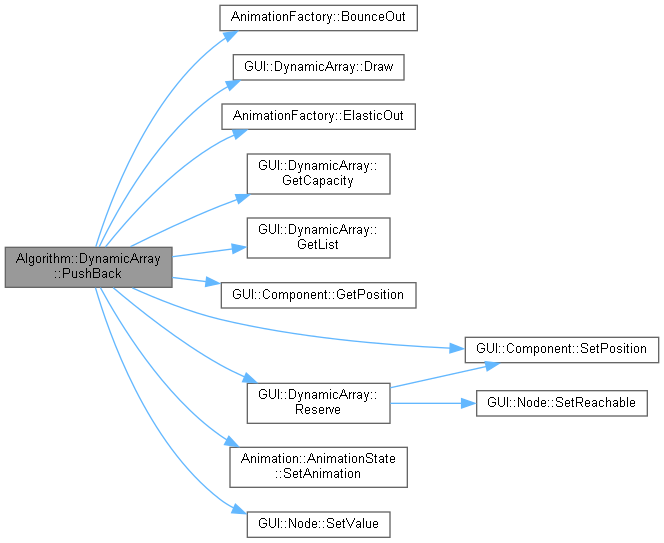 AnimationFactory::BounceOut
GUI::DynamicArray::Draw
AnimationFactory::ElasticOut
GUI::DynamicArray::
GetCapacity
GUI::DynamicArray::
GetList
Algorithm::DynamicArray
::PushBack
GUI::Component::GetPosition
GUI::Component::SetPosition
GUI::DynamicArray::
Reserve
GUI::Node::SetReachable
Animation::AnimationState
::SetAnimation
GUI::Node::SetValue